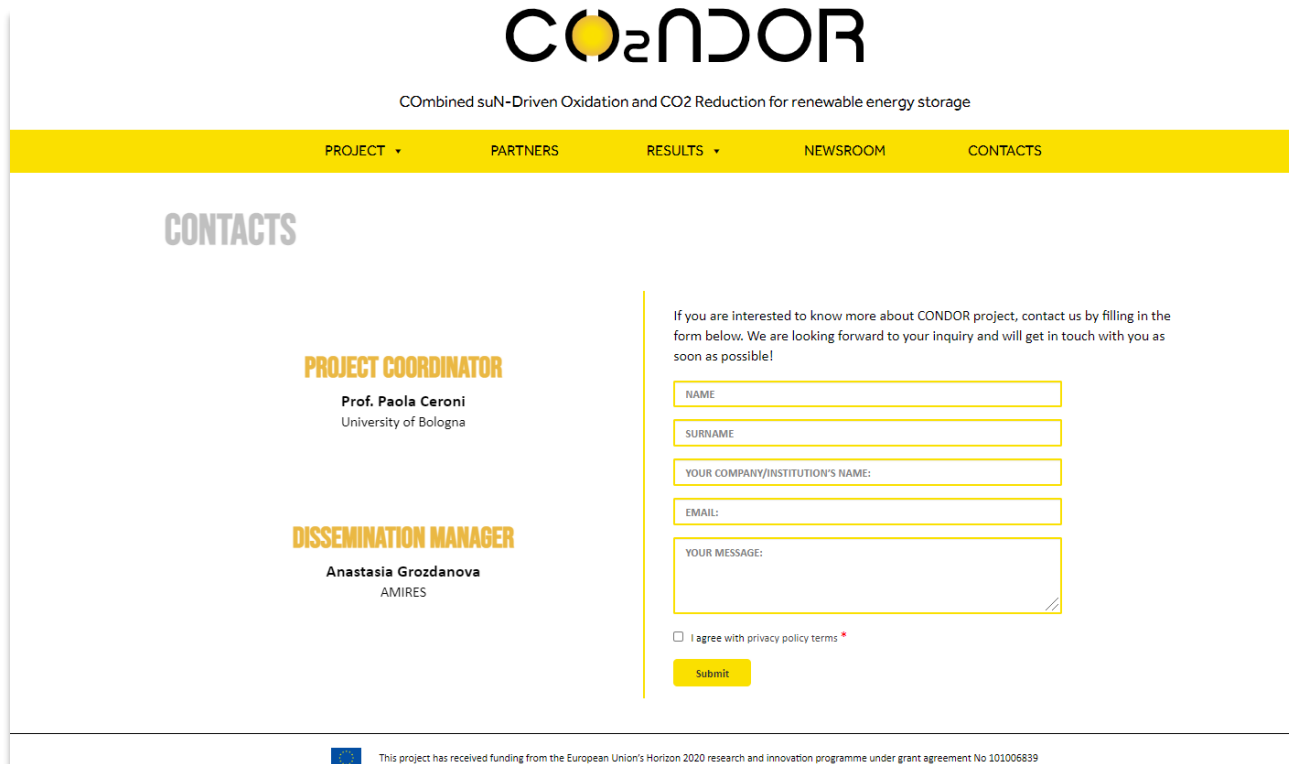 CO2NDOR
COmbined suN-Driven Oxidation and CO2 Reduction for renewable energy storage
PROJECT PARTNERS RESULTS NEWSROOM CONTACTS
CONTACTS
PROJECT COORDINATOR
Prof. Paola Ceroni
University of Bologna
DISSEMINATION MANAGER
Anastasia Grozdanova
AMIRES
If you are interested to know more about CONDOR project, contact us by filling in the
form below. We are looking forward to your inquiry and will get in touch with you as
soon as possible!
NAME
SURNAME
YOUR COMPANY/INSTITUTION'S NAME:
EMAIL:
YOUR MESSAGE:
I agree with privacy policy terms *
Submit
This project has received funding from the European Union's Horizon 2020 research and innovation programme under grant agreement No 101006839